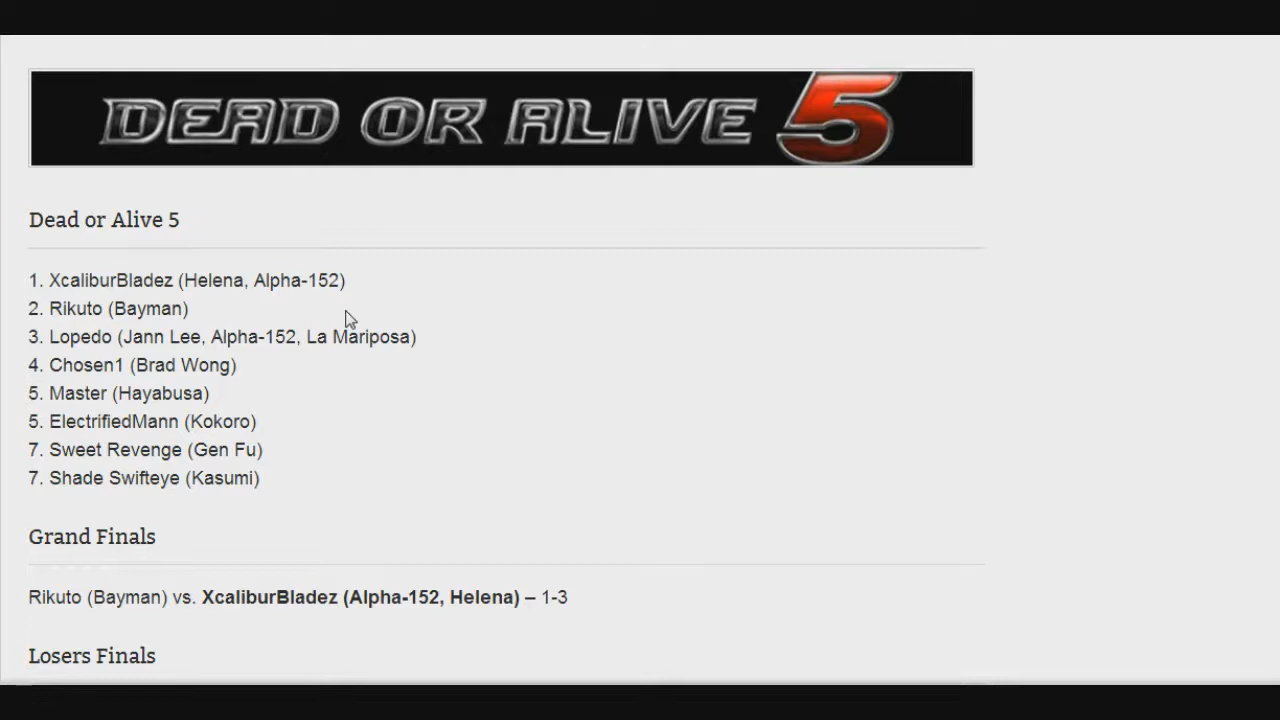 DEAD OR ALIVE 5
Dead or Alive 5
1. XcaliburBladez (Helena, Alpha-152)
2. Rikuto (Bayman)
3. Lopedo (Jann Lee, Alpha-152, La Mariposa)
4. Chosen1 (Brad Wong)
5. Master (Hayabusa)
5. ElectrifiedMann (Kokoro)
7. Sweet Revenge (Gen Fu)
7. Shade Swifteye (Kasumi)
Grand Finals
Rikuto (Bayman) vs. XcaliburBladez (Alpha-152, Helena) – 1-3
Losers Finals